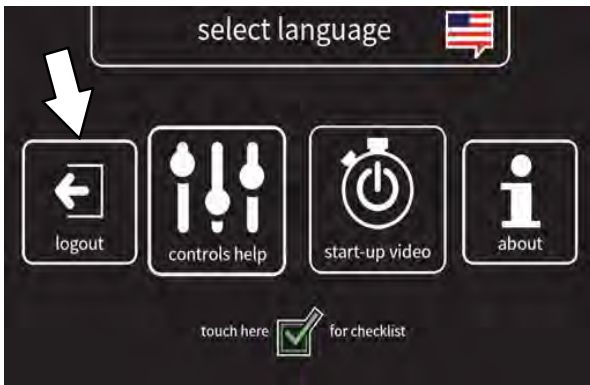 select language
logout
controls help
start-up video
about
touch here for checklist